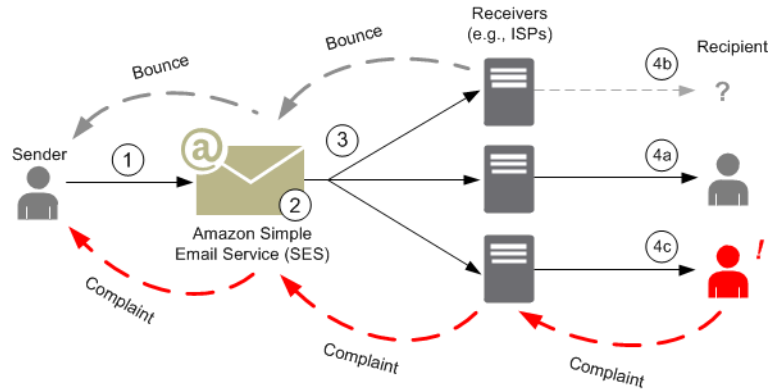 Receivers
(e.g., ISPs)
Recipient
Bounce
Bounce
4b
?
Sender
1
@
3
4a
2
Amazon Simple
Email Service (SES)
4c
!
Complaint
Complaint
Complaint